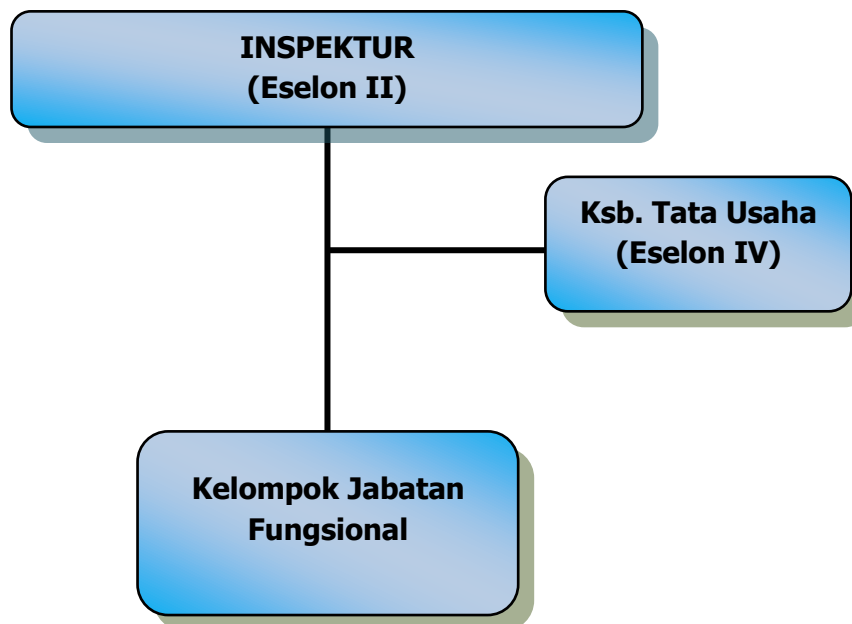 INSPEKTUR
(Eselon II)
Ksb. Tata Usaha
(Eselon IV)
Kelompok Jabatan
Fungsional